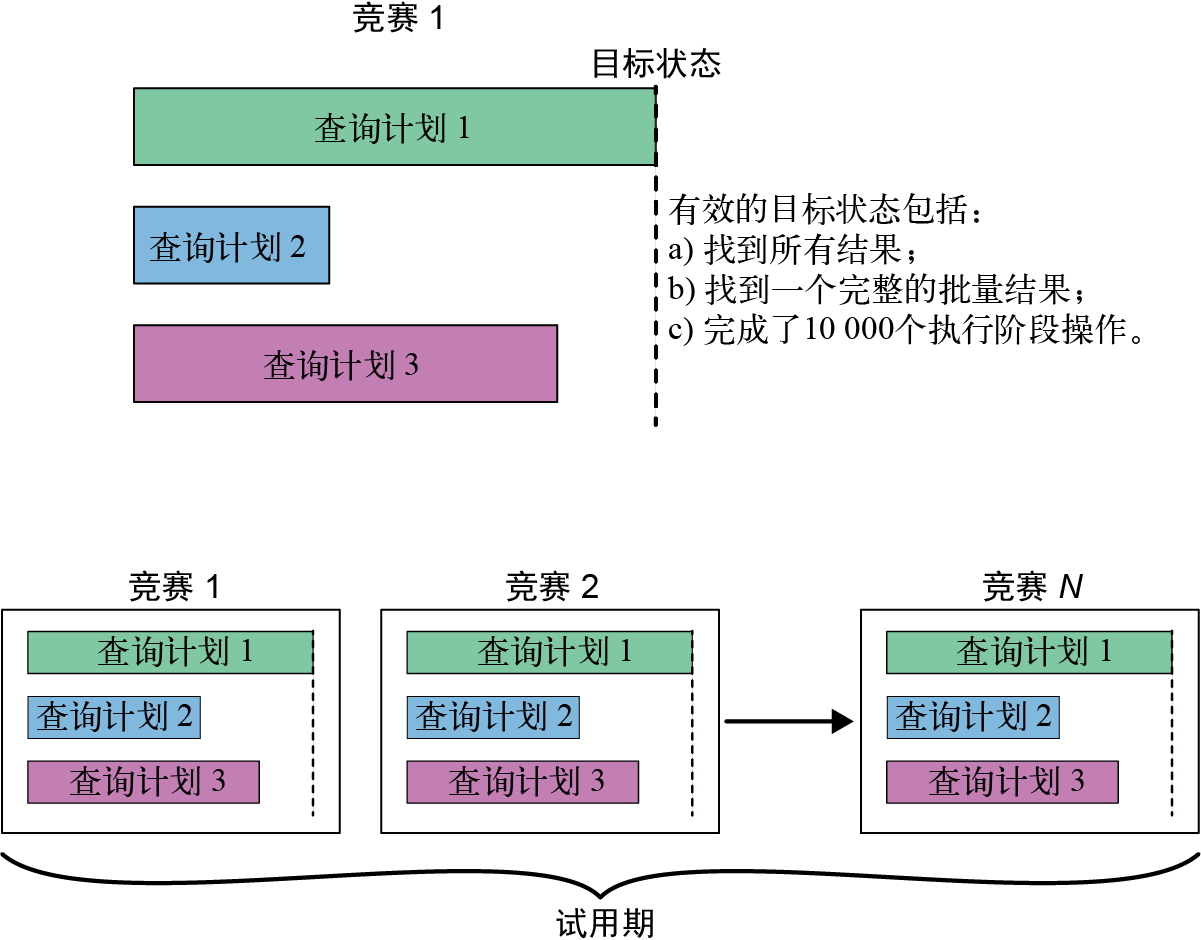 竞赛 1
目标状态
查询计划 1
查询计划 2
查询计划 3
有效的目标状态包括：
a) 找到所有结果；
b) 找到一个完整的批量结果；
c) 完成了10 000个执行阶段操作。
竞赛 1
查询计划 1
查询计划 2
查询计划 3
竞赛 2
查询计划 1
查询计划 2
查询计划 3
竞赛 N
查询计划 1
查询计划 2
查询计划 3
试用期